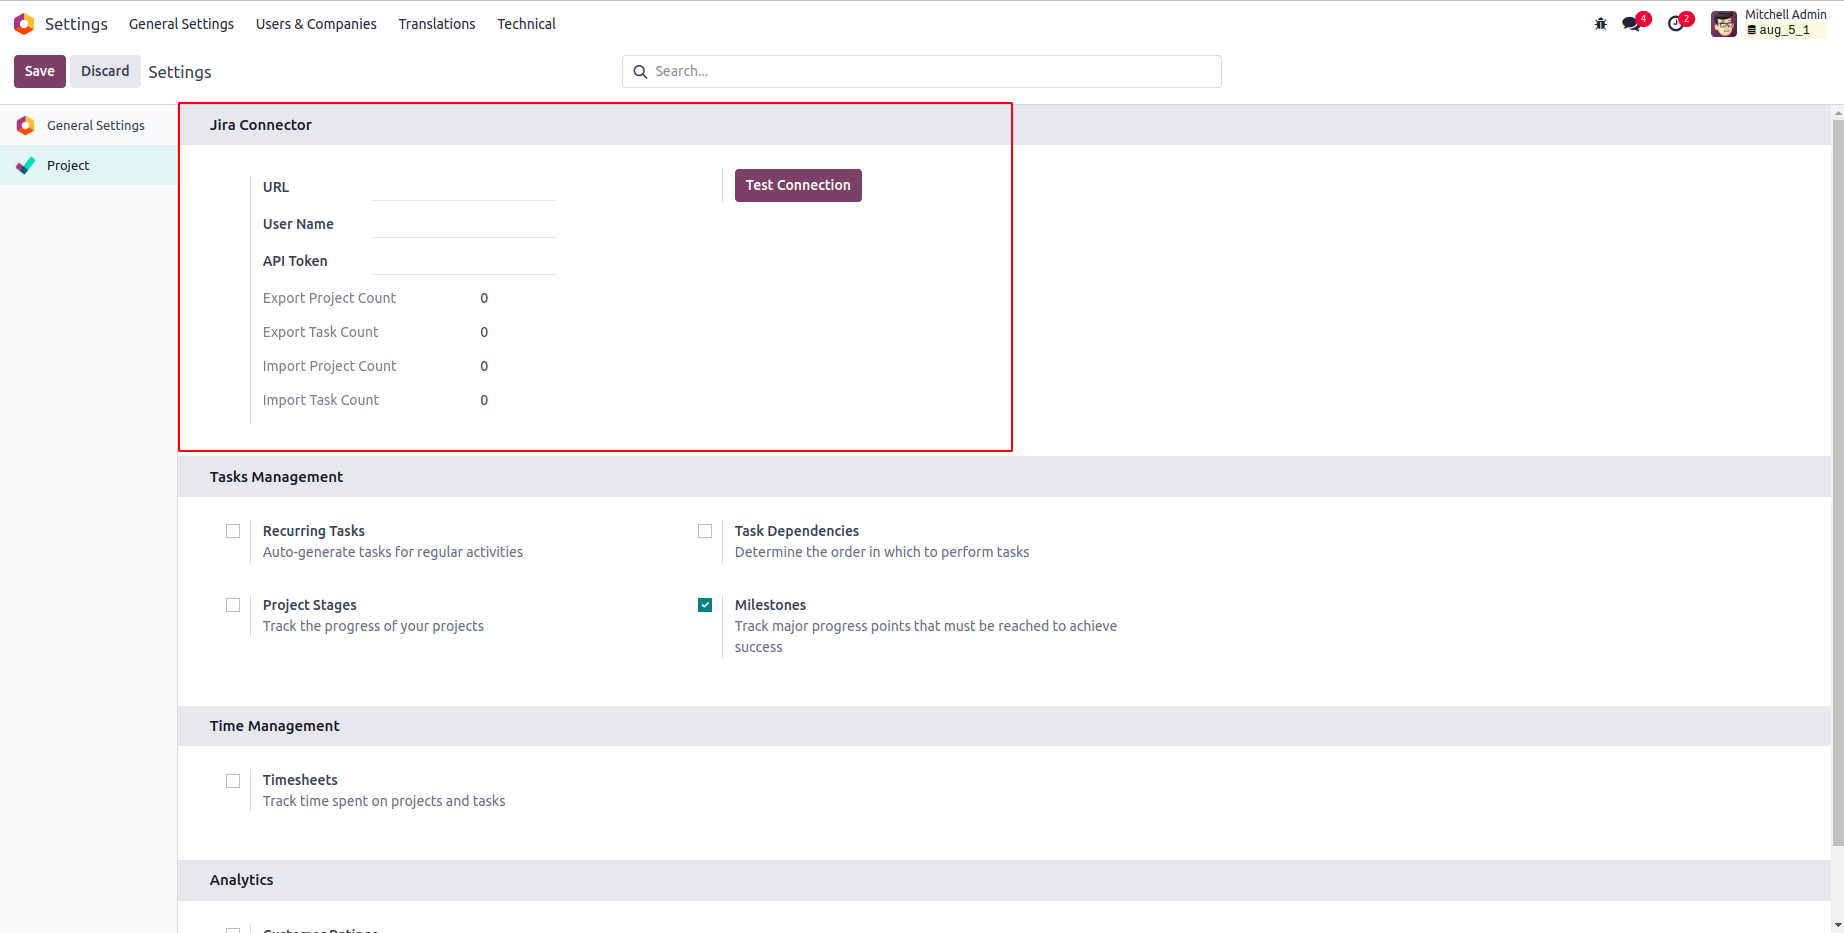 Settings General Settings Users & Companies Translations Technical 4 2 Mitchell Admin
aug_5_1
Save Discard Settings Search...
General Settings
Project
Jira Connector
URL Test Connection
User Name
API Token
Export Project Count 0
Export Task Count 0
Import Project Count 0
Import Task Count 0
Tasks Management
Recurring Tasks
Auto-generate tasks for regular activities
Task Dependencies
Determine the order in which to perform tasks
Project Stages
Track the progress of your projects
Milestones
Track major progress points that must be reached to achieve
success
Time Management
Timesheets
Track time spent on projects and tasks
Analytics
Customer Ratings